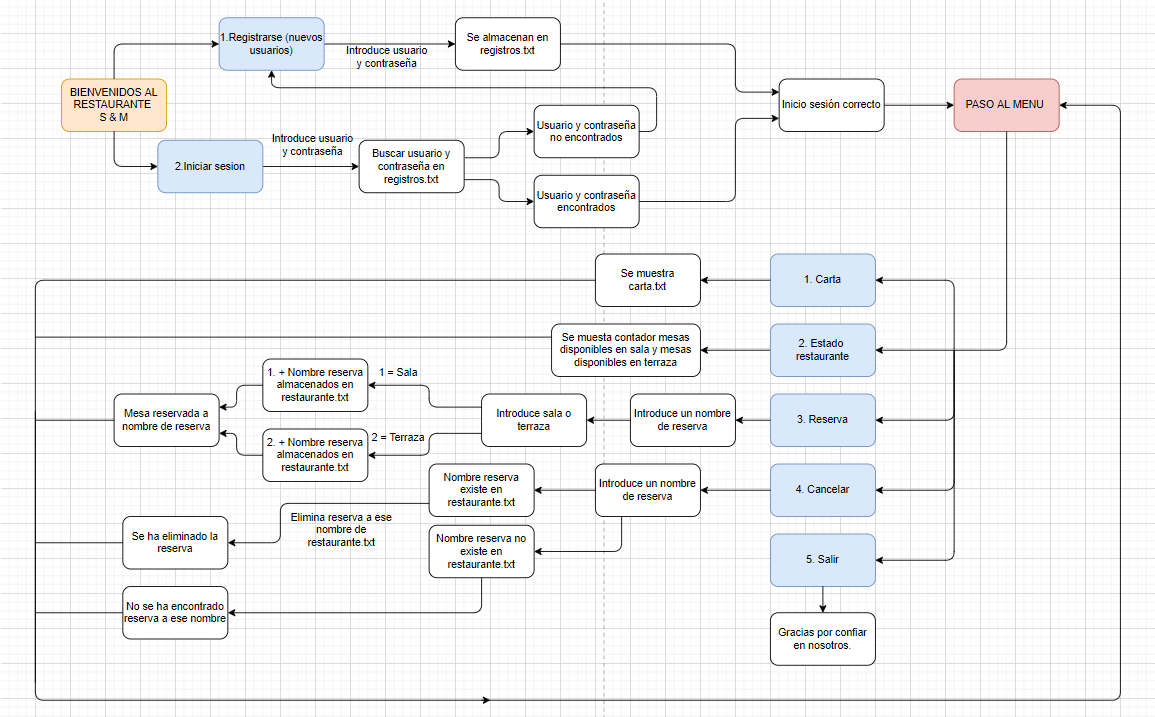 1.Registrarse (nuevos
usuarios)
Introduce usuario
y contraseña
Se almacenan en
registros.txt
BIENVENIDOS AL
RESTAURANTE
S & M
Inicio sesión correcto
PASO AL MENU
2.Iniciar sesion
Introduce usuario
y contraseña
Buscar usuario y
contraseña en
registros.txt
Usuario y contraseña
no encontrados
Usuario y contraseña
encontrados
1. Carta
Se muestra
carta.txt
2. Estado
restaurante
Se muesta contador mesas
disponibles en sala y mesas
disponibles en terraza
3. Reserva
Introduce un nombre
de reserva
Introduce sala o
terraza
1 = Sala
1. + Nombre reserva
almacenados en
restaurante.txt
2 = Terraza
2. + Nombre reserva
almacenados en
restaurante.txt
Mesa reservada a
nombre de reserva
4. Cancelar
Introduce un nombre
de reserva
Nombre reserva
existe en
restaurante.txt
Elimina reserva a ese
nombre de
restaurante.txt
Se ha eliminado la
reserva
Nombre reserva no
existe en
restaurante.txt
No se ha encontrado
reserva a ese nombre
5. Salir
Gracias por confiar
en nosotros.